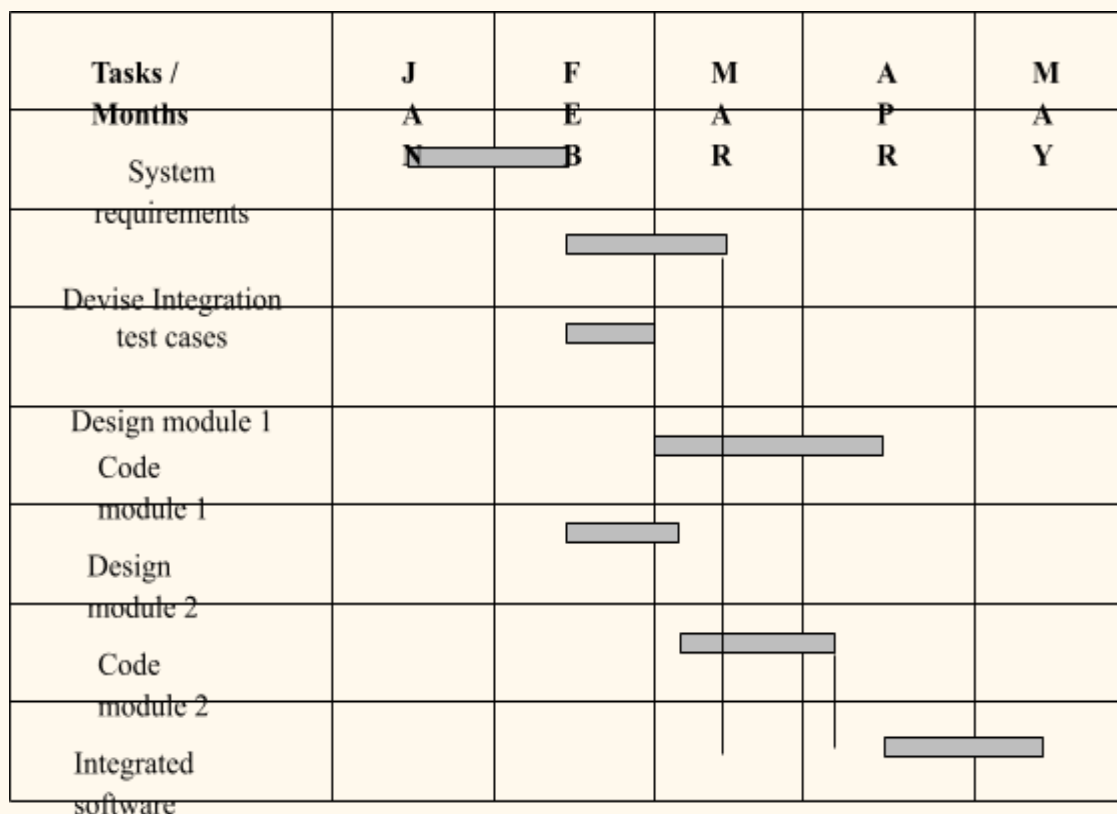 Tasks /
Months
J
A
N
F
E
B
M
A
R
A
P
R
M
A
Y
System
requirements
Devise Integration
test cases
Design module 1
Code
module 1
Design
module 2
Code
module 2
Integrated
software